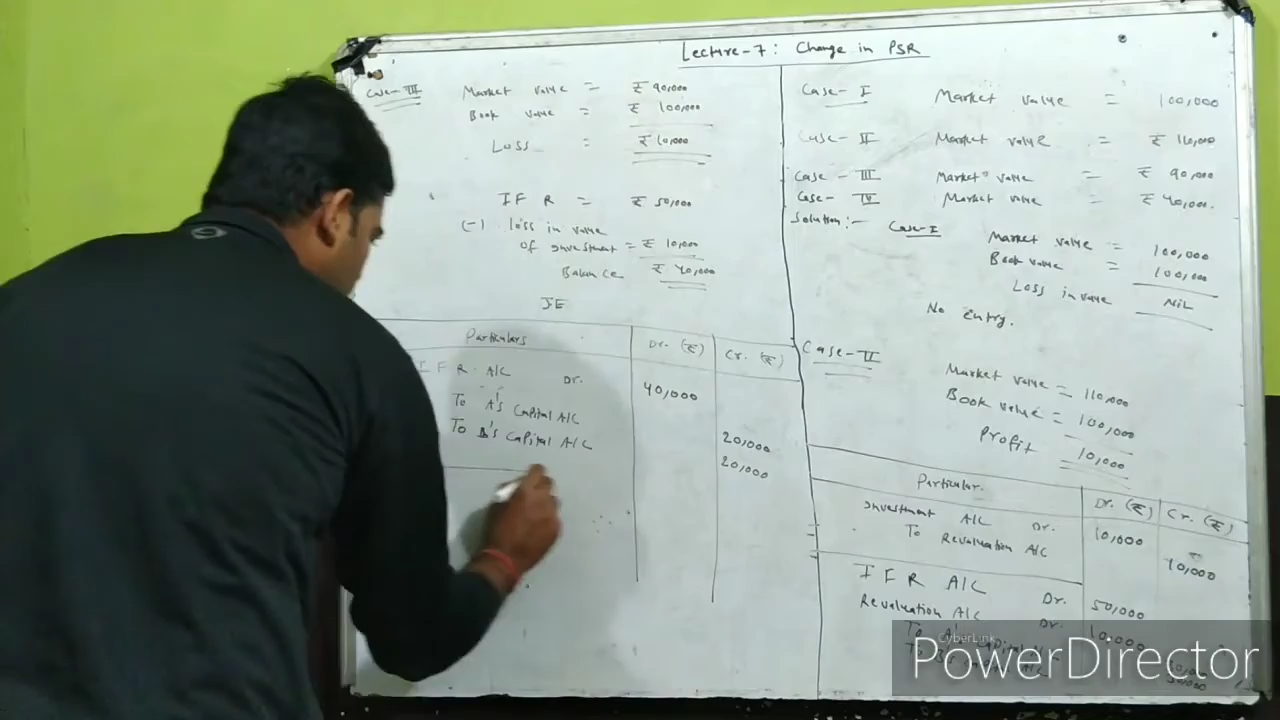 Lecture-7: Change in PSR
Case-III Market value = ₹ 90,000
Book value = ₹ 100,000
Loss : ₹ 10,000
IFR = ₹ 50,000
(-) loss in value
of investment = ₹ 10,000
Balance ₹ 40,000
JE
Particulars Dr. (₹) Cr. (₹)
IFR A/C Dr. 40,000
To A's Capital A/C 20,000
To B's Capital A/C 20,000
Case-I Market value = 100,000
Case-II Market value = ₹ 110,000
Case-III Market value = ₹ 90,000
Case-IV Market value = ₹ 40,000.
Solution:- Case-I Market value = 100,000
Book value = 100,000
Loss in value NIL
No Entry.
Case-II
Market value = 110,000
Book value = 100,000
Profit 10,000
Particular. Dr. (₹) Cr. (₹)
Investment A/C Dr. 10,000
To Revaluation A/C 10,000
IFR A/C Dr. 50,000
Revaluation A/C Dr. 10,000
To A's Capital A/C
To B's Capital A/C
CyberLink
PowerDirector